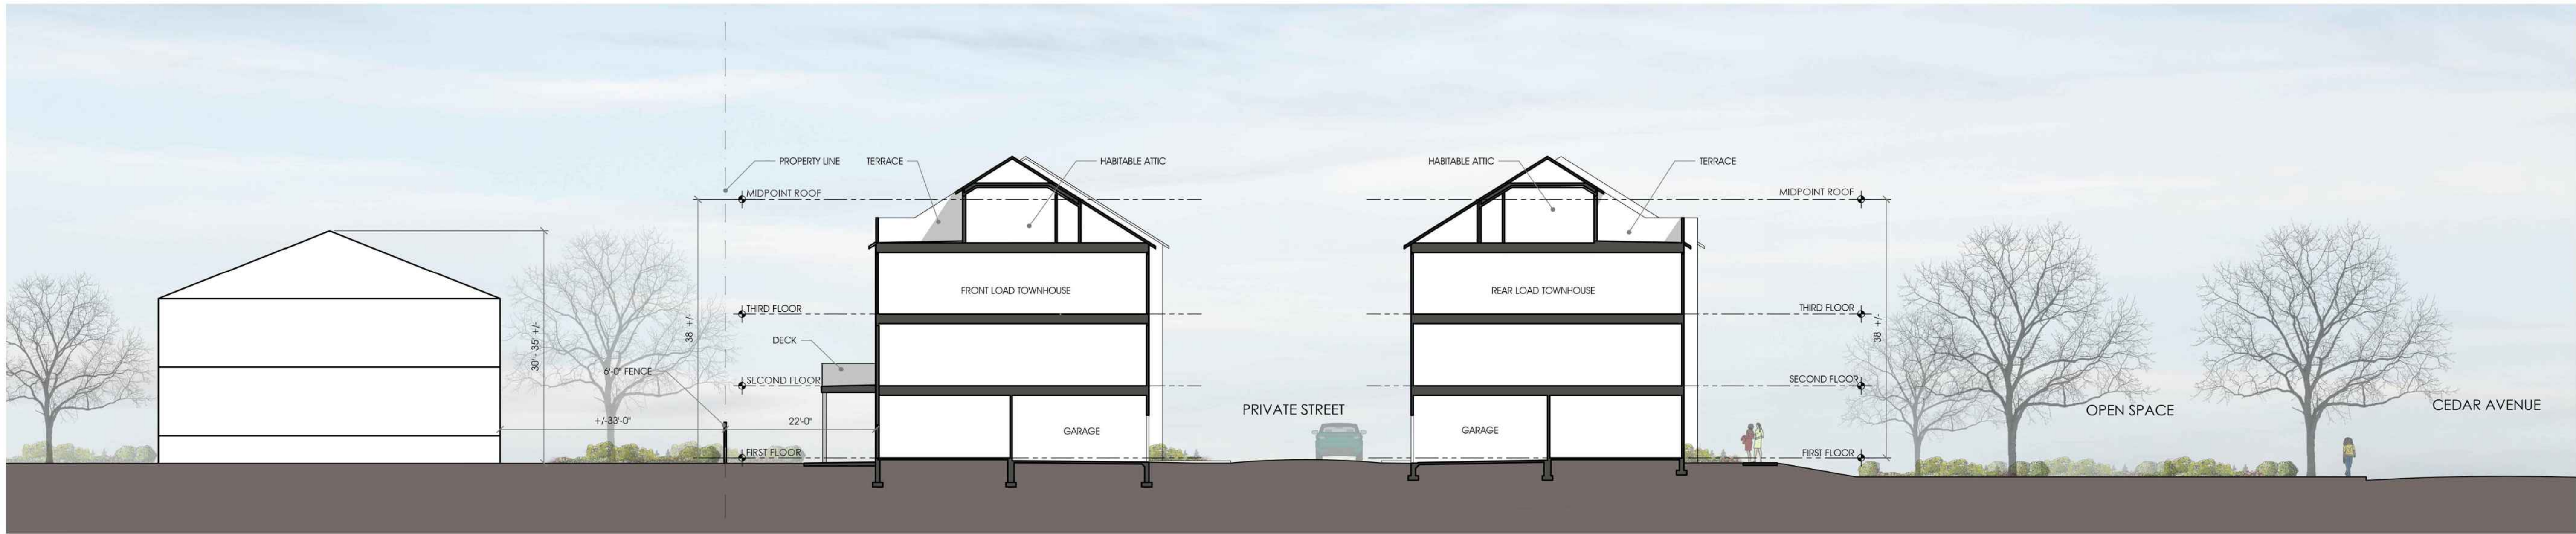 PROPERTY LINE
TERRACE
HABITABLE ATTIC
HABITABLE ATTIC
TERRACE
MIDPOINT ROOF
MIDPOINT ROOF
30' - 35' +/-
38' +/-
FRONT LOAD TOWNHOUSE
REAR LOAD TOWNHOUSE
THIRD FLOOR
THIRD FLOOR
38' +/-
DECK
6'-0" FENCE
SECOND FLOOR
SECOND FLOOR
PRIVATE STREET
OPEN SPACE
CEDAR AVENUE
+/-33'-0"
22'-0"
GARAGE
GARAGE
FIRST FLOOR
FIRST FLOOR